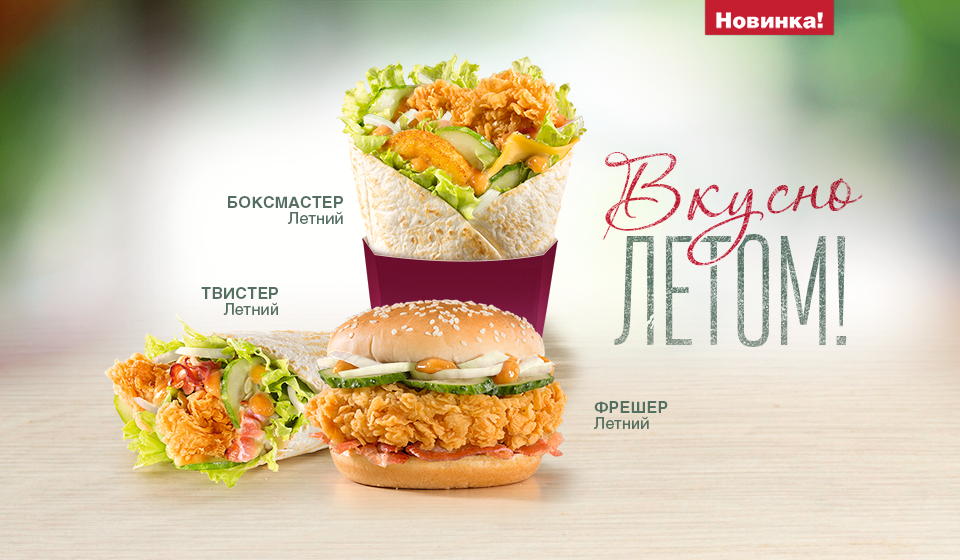 Новинка!
Вкусно
ЛЕТОМ!
БОКСМАСТЕР
Летний
ТВИСТЕР
Летний
ФРЕШЕР
Летний